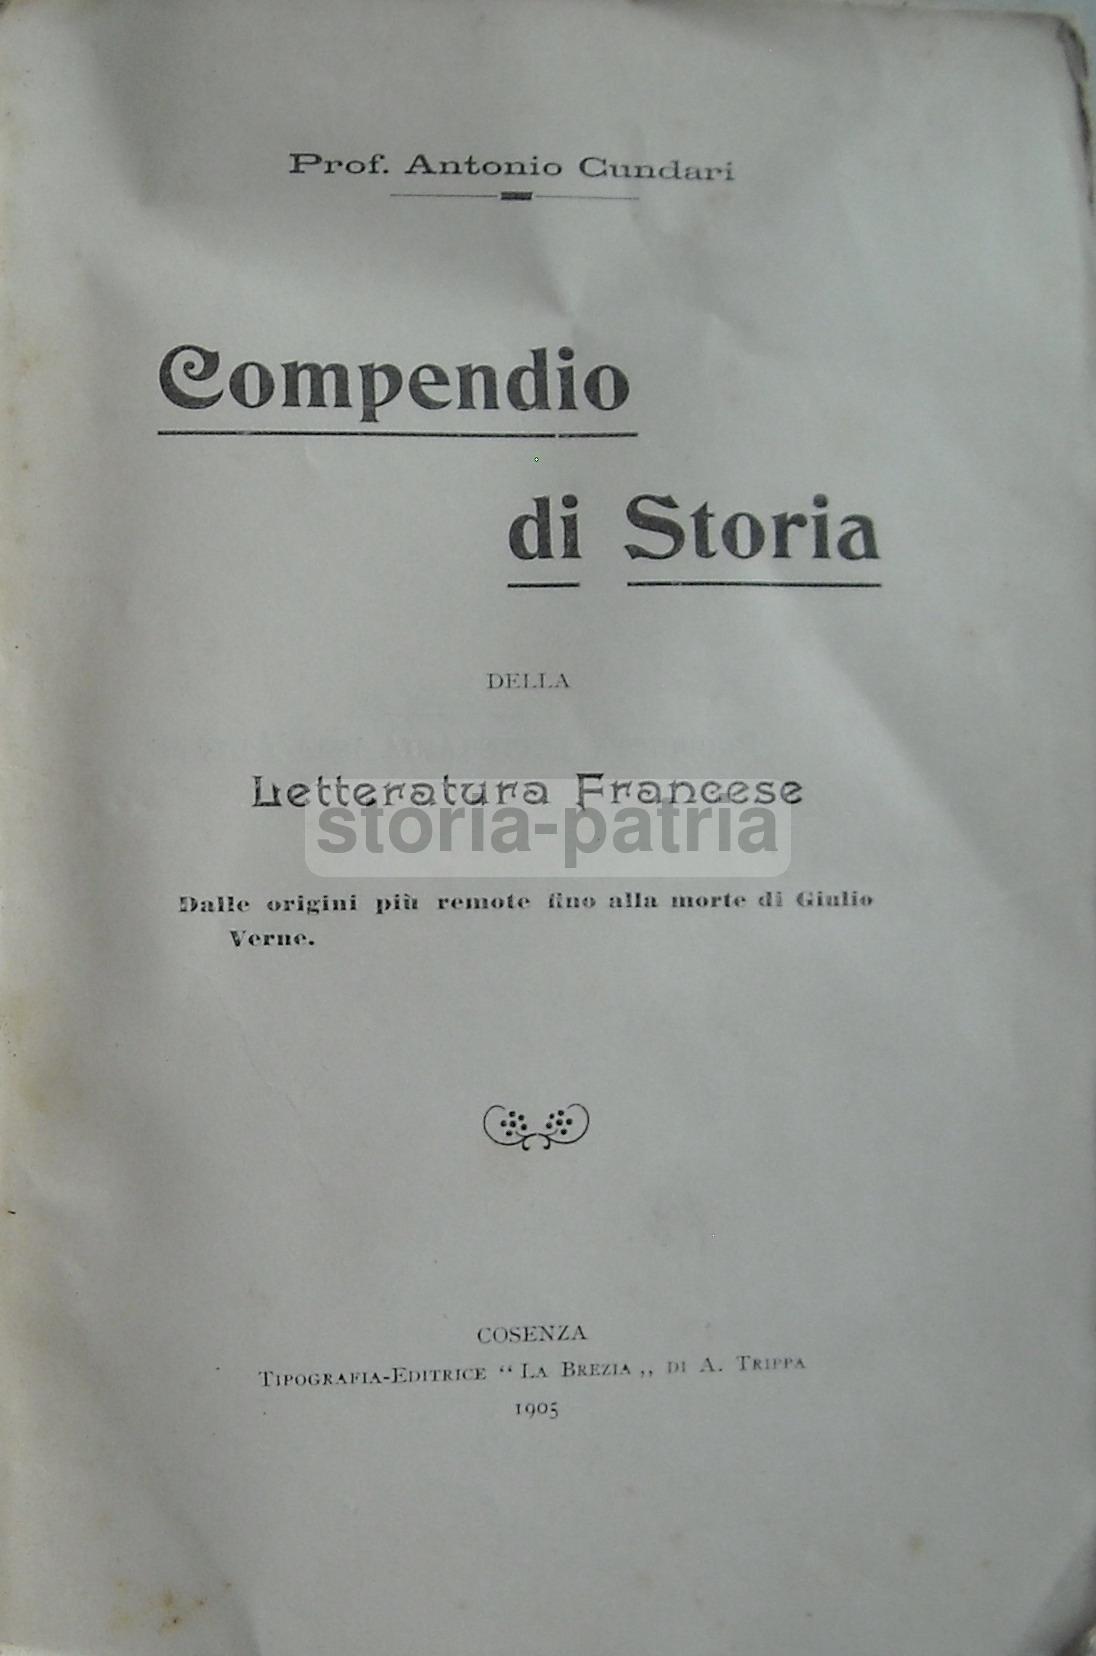 Prof. Antonio Cundari
Compendio
di Storia
DELLA
Letteratura Francese
storia-patria
Dalle origini più remote fino alla morte di Giulio
Verne.
COSENZA
TIPOGRAFIA-EDITRICE “ LA BREZIA „ DI A. TRIPPA
1905